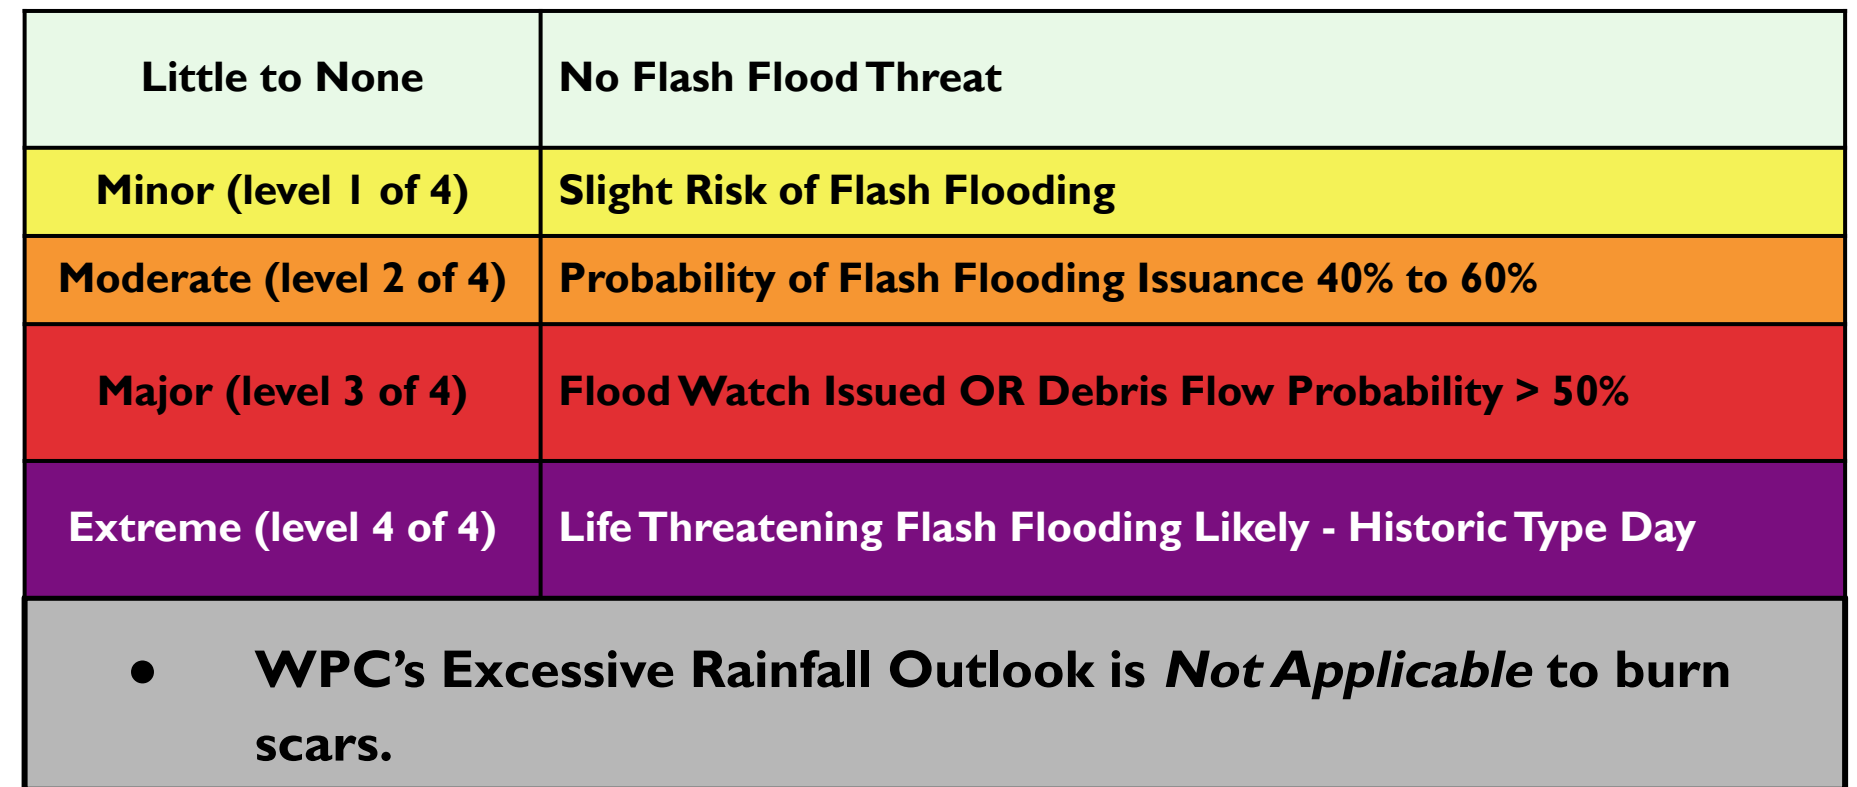 Little to None
No Flash Flood Threat
Minor (level 1 of 4)
Slight Risk of Flash Flooding
Moderate (level 2 of 4)
Probability of Flash Flooding Issuance 40% to 60%
Major (level 3 of 4)
Flood Watch Issued OR Debris Flow Probability > 50%
Extreme (level 4 of 4)
Life Threatening Flash Flooding Likely - Historic Type Day
● WPC’s Excessive Rainfall Outlook is Not Applicable to burn
scars.